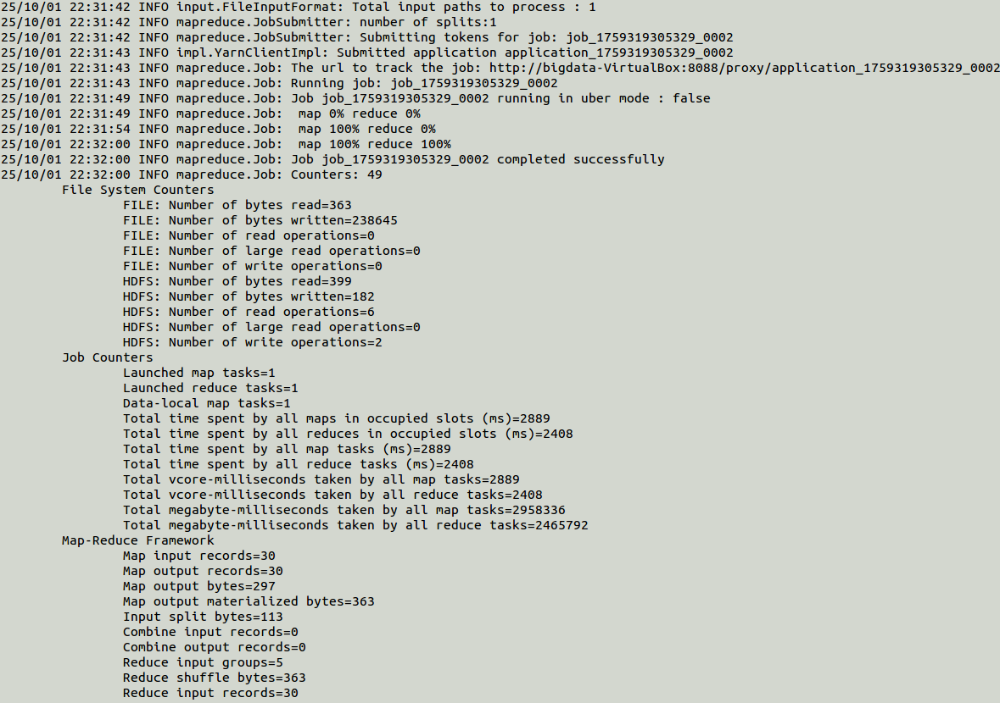 25/10/01 22:31:42 INFO input.FileInputFormat: Total input paths to process : 1
25/10/01 22:31:42 INFO mapreduce.JobSubmitter: number of splits:1
25/10/01 22:31:42 INFO mapreduce.JobSubmitter: Submitting tokens for job: job_1759319305329_0002
25/10/01 22:31:43 INFO impl.YarnClientImpl: Submitted application application_1759319305329_0002
25/10/01 22:31:43 INFO mapreduce.Job: The url to track the job: http://bigdata-VirtualBox:8088/proxy/application_1759319305329_0002
25/10/01 22:31:43 INFO mapreduce.Job: Running job: job_1759319305329_0002
25/10/01 22:31:49 INFO mapreduce.Job: Job job_1759319305329_0002 running in uber mode : false
25/10/01 22:31:49 INFO mapreduce.Job:  map 0% reduce 0%
25/10/01 22:31:54 INFO mapreduce.Job:  map 100% reduce 0%
25/10/01 22:32:00 INFO mapreduce.Job:  map 100% reduce 100%
25/10/01 22:32:00 INFO mapreduce.Job: Job job_1759319305329_0002 completed successfully
25/10/01 22:32:00 INFO mapreduce.Job: Counters: 49
File System Counters
FILE: Number of bytes read=363
FILE: Number of bytes written=238645
FILE: Number of read operations=0
FILE: Number of large read operations=0
FILE: Number of write operations=0
HDFS: Number of bytes read=399
HDFS: Number of bytes written=182
HDFS: Number of read operations=6
HDFS: Number of large read operations=0
HDFS: Number of write operations=2
Job Counters
Launched map tasks=1
Launched reduce tasks=1
Data-local map tasks=1
Total time spent by all maps in occupied slots (ms)=2889
Total time spent by all reduces in occupied slots (ms)=2408
Total time spent by all map tasks (ms)=2889
Total time spent by all reduce tasks (ms)=2408
Total vcore-milliseconds taken by all map tasks=2889
Total vcore-milliseconds taken by all reduce tasks=2408
Total megabyte-milliseconds taken by all map tasks=2958336
Total megabyte-milliseconds taken by all reduce tasks=2465792
Map-Reduce Framework
Map input records=30
Map output records=30
Map output bytes=297
Map output materialized bytes=363
Input split bytes=113
Combine input records=0
Combine output records=0
Reduce input groups=5
Reduce shuffle bytes=363
Reduce input records=30